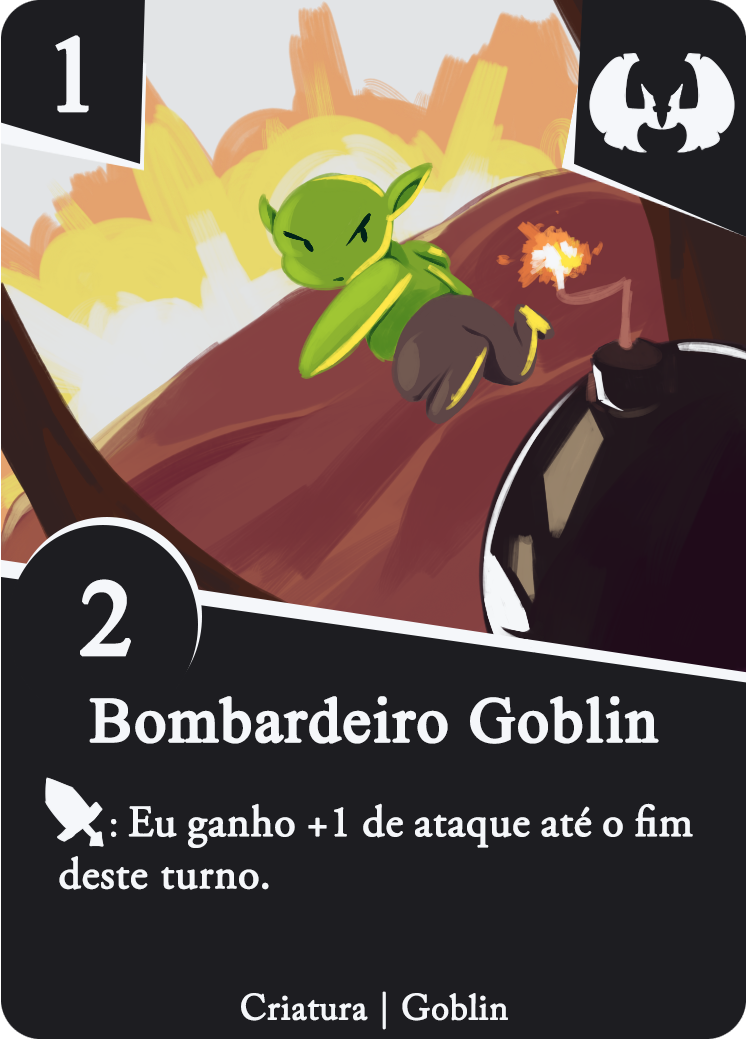 1
2
Bombardeiro Goblin
: Eu ganho +1 de ataque até o fim
deste turno.
Criatura | Goblin